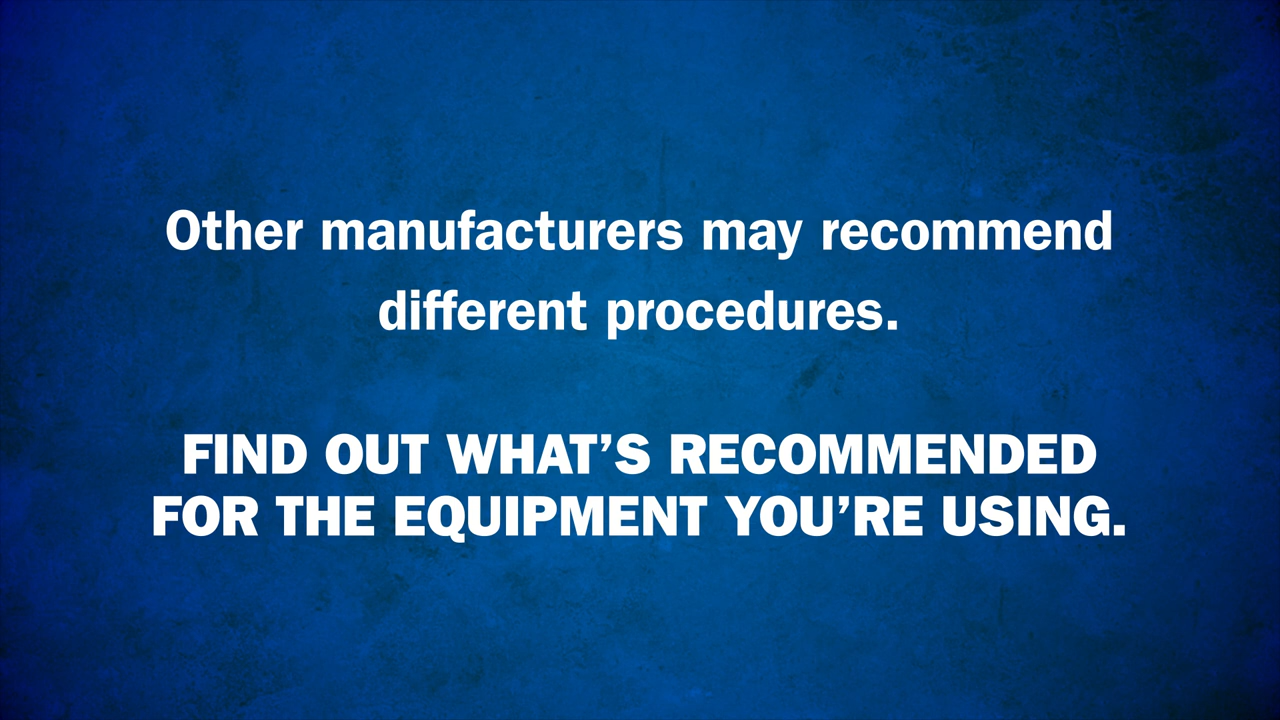 Other manufacturers may recommend
different procedures.
FIND OUT WHAT’S RECOMMENDED
FOR THE EQUIPMENT YOU’RE USING.